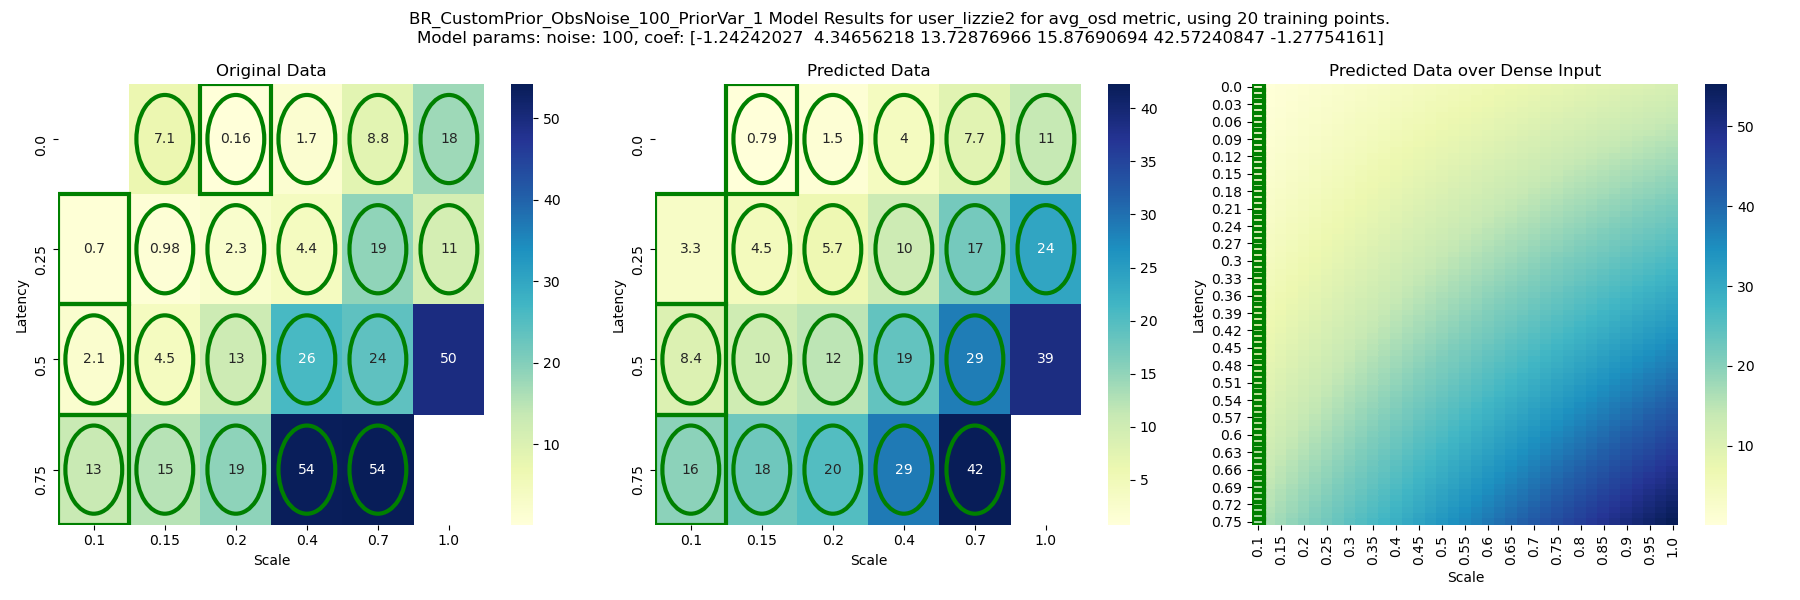 BR_CustomPrior_ObsNoise_100_PriorVar_1 Model Results for user_lizzie2 for avg_osd metric, using 20 training points.
Model params: noise: 100, coef: [-1.24242027 4.34656218 13.72876966 15.87690694 42.57240847 -1.27754161]
Original Data
Latency
0.0 7.1 0.16 1.7 8.8 18
0.25 0.7 0.98 2.3 4.4 19 11
0.5 2.1 4.5 13 26 24 50
0.75 13 15 19 54 54
0.1 0.15 0.2 0.4 0.7 1.0
Scale
50
40
30
20
10
Predicted Data
Latency
0.0 0.79 1.5 4 7.7 11
0.25 3.3 4.5 5.7 10 17 24
0.5 8.4 10 12 19 29 39
0.75 16 18 20 29 42
0.1 0.15 0.2 0.4 0.7 1.0
Scale
40
35
30
25
20
15
10
5
Predicted Data over Dense Input
Latency
0.0
0.03
0.06
0.09
0.12
0.15
0.18
0.21
0.24
0.27
0.3
0.33
0.36
0.39
0.42
0.45
0.48
0.51
0.54
0.57
0.6
0.63
0.66
0.69
0.72
0.75
0.1 0.15 0.2 0.25 0.3 0.35 0.4 0.45 0.5 0.55 0.6 0.65 0.7 0.75 0.8 0.85 0.9 0.95 1.0
Scale
50
40
30
20
10